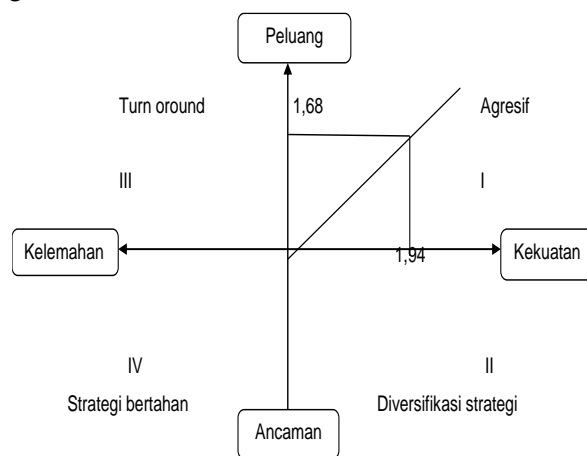 Peluang
Turn oround
1,68
Agresif
III
I
Kelemahan
1,94
Kekuatan
IV
II
Strategi bertahan
Diversifikasi strategi
Ancaman